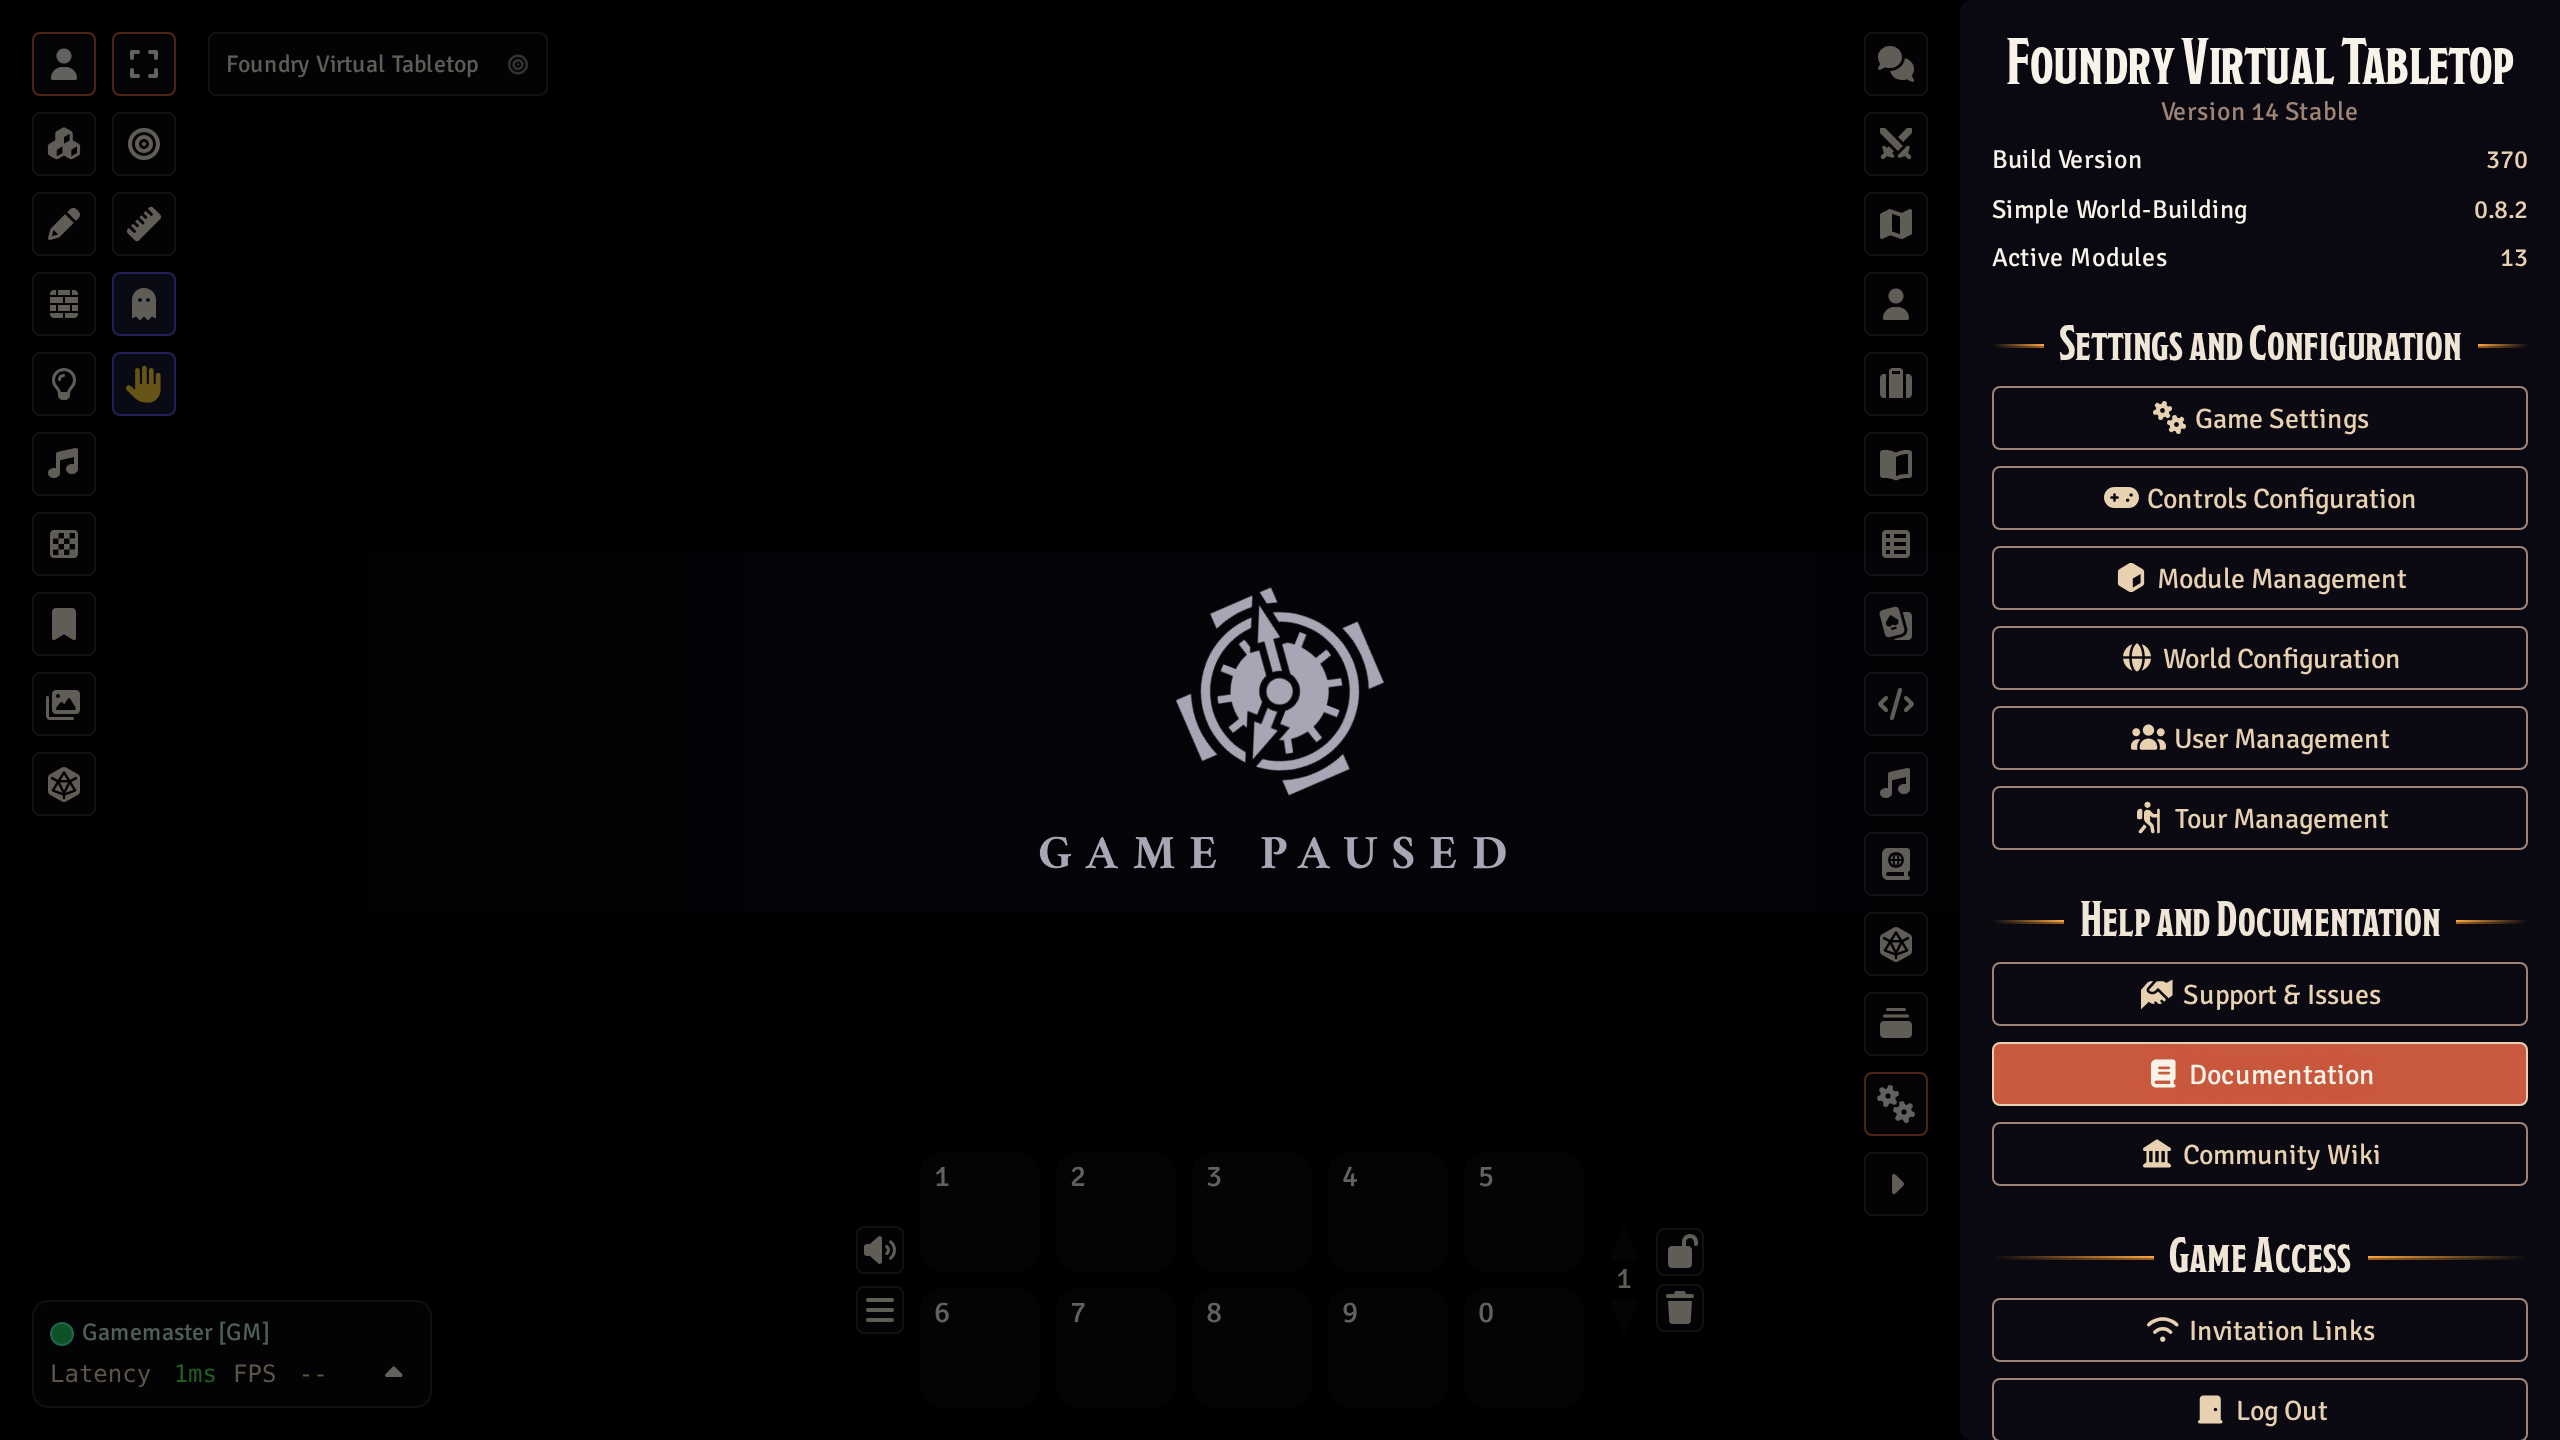 Foundry Virtual Tabletop
GAME PAUSED
1 2 3 4 5
6 7 8 9 0
1
Gamemaster [GM]
Latency 1ms FPS --
Foundry Virtual Tabletop
Version 14 Stable
Build Version 370
Simple World-Building 0.8.2
Active Modules 13
Settings and Configuration
Game Settings
Controls Configuration
Module Management
World Configuration
User Management
Tour Management
Help and Documentation
Support & Issues
Documentation
Community Wiki
Game Access
Invitation Links
Log Out